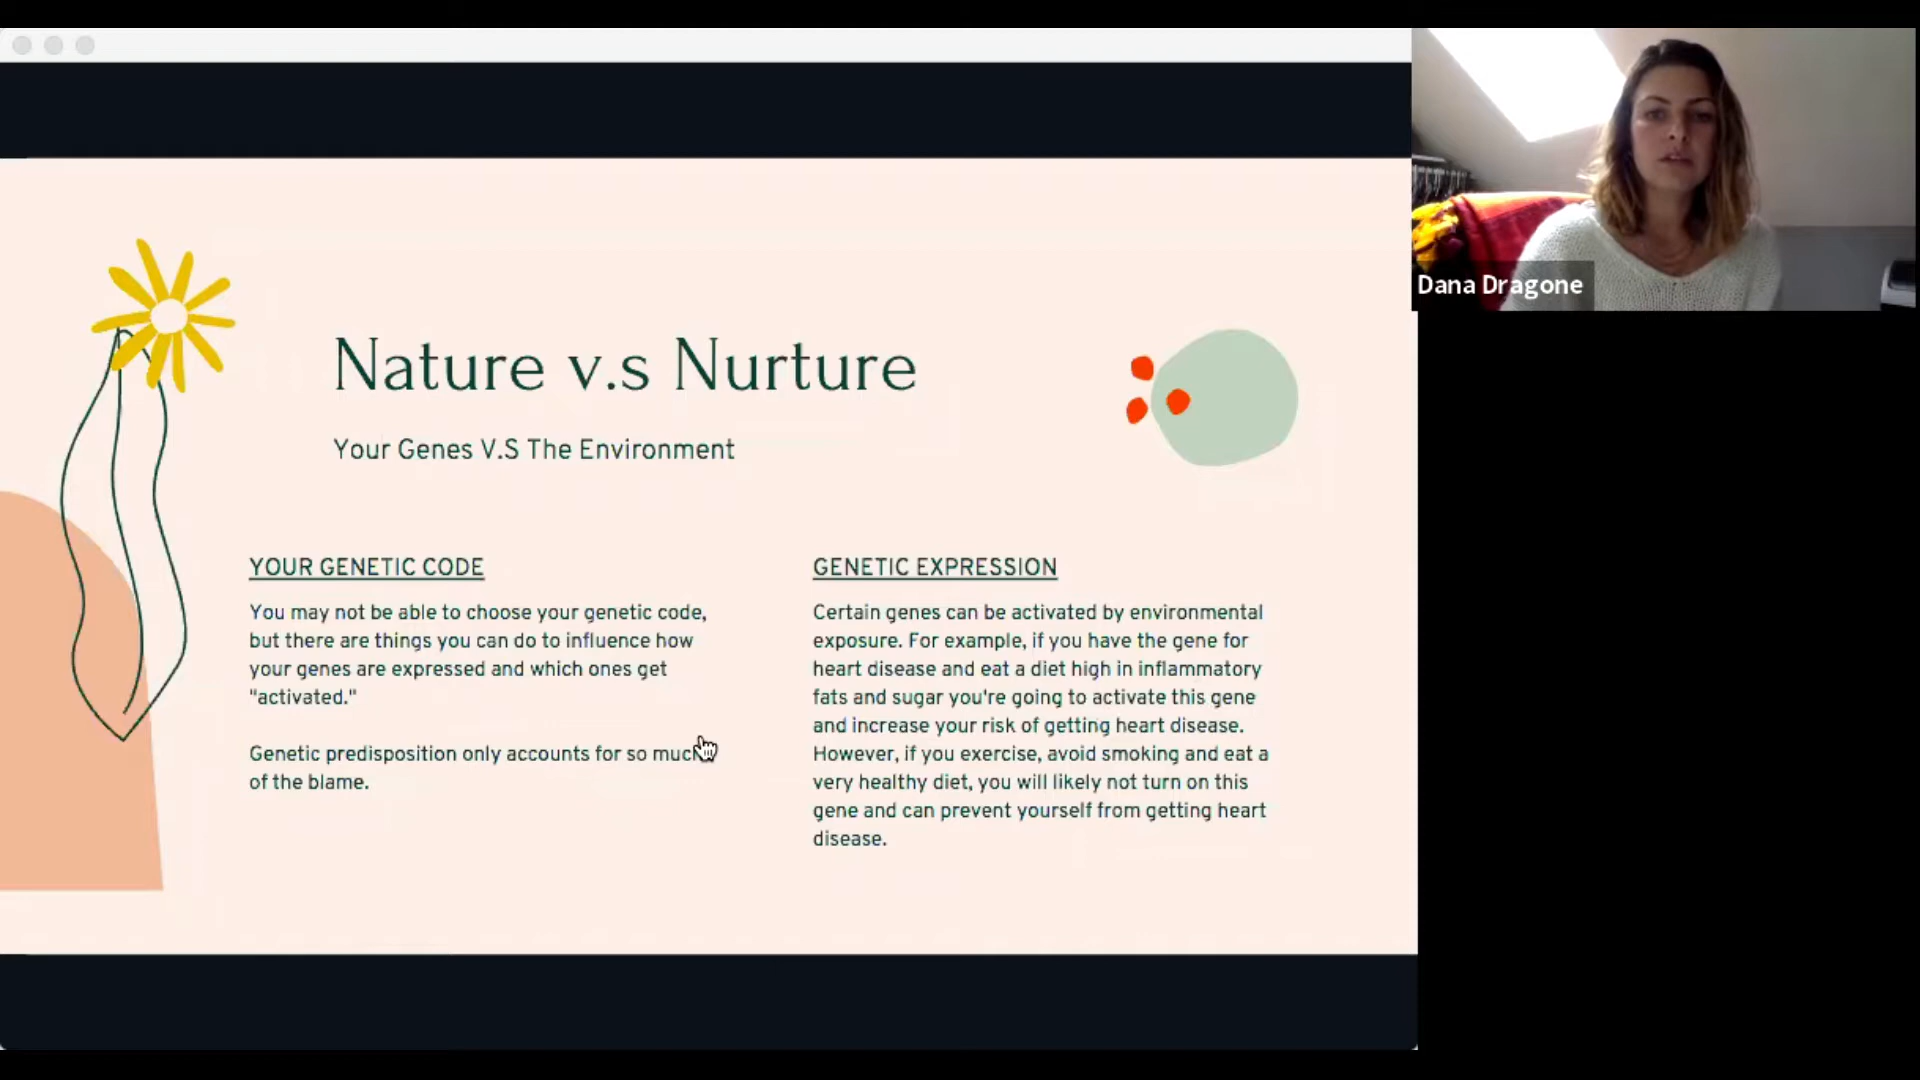 Nature v.s Nurture
Your Genes V.S The Environment
YOUR GENETIC CODE
You may not be able to choose your genetic code,
but there are things you can do to influence how
your genes are expressed and which ones get
"activated."
Genetic predisposition only accounts for so much
of the blame.
GENETIC EXPRESSION
Certain genes can be activated by environmental
exposure. For example, if you have the gene for
heart disease and eat a diet high in inflammatory
fats and sugar you're going to activate this gene
and increase your risk of getting heart disease.
However, if you exercise, avoid smoking and eat a
very healthy diet, you will likely not turn on this
gene and can prevent yourself from getting heart
disease.
Dana Dragone